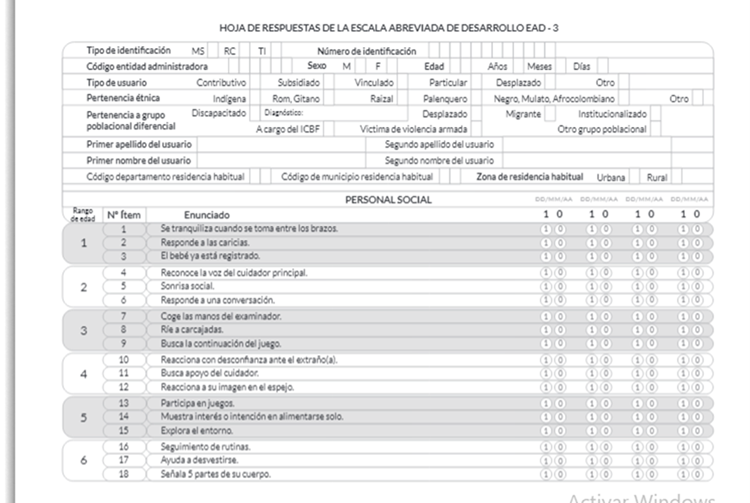 HOJA DE RESPUESTAS DE LA ESCALA ABREVIADA DE DESARROLLO EAD - 3
Tipo de identificación MS RC TI Número de identificación
Código entidad administradora Sexo M F Edad Años Meses Días
Tipo de usuario Contributivo Subsidiado Vinculado Particular Desplazado Otro
Pertenencia étnica Indígena Rom, Gitano Raizal Palenquero Negro, Mulato, Afrocolombiano Otro
Pertenencia a grupo poblacional diferencial Discapacitado Diagnóstico: Desplazado Migrante Institucionalizado
A cargo del ICBF Victima de violencia armada Otro grupo poblacional
Primer apellido del usuario Segundo apellido del usuario
Primer nombre del usuario Segundo nombre del usuario
Código departamento residencia habitual Código de municipio residencia habitual Zona de residencia habitual Urbana Rural
PERSONAL SOCIAL DD/MM/AA DD/MM/AA DD/MM/AA DD/MM/AA
Rango de edad N° Ítem Enunciado 1 0 1 0 1 0 1 0
1 1 Se tranquiliza cuando se toma entre los brazos. 1 0 1 0 1 0 1 0
2 Responde a las caricias. 1 0 1 0 1 0 1 0
3 El bebé ya está registrado. 1 0 1 0 1 0 1 0
4 Reconoce la voz del cuidador principal. 1 0 1 0 1 0 1 0
2 5 Sonrisa social. 1 0 1 0 1 0 1 0
6 Responde a una conversación. 1 0 1 0 1 0 1 0
7 Coge las manos del examinador. 1 0 1 0 1 0 1 0
3 8 Ríe a carcajadas. 1 0 1 0 1 0 1 0
9 Busca la continuación del juego. 1 0 1 0 1 0 1 0
10 Reacciona con desconfianza ante el extraño(a). 1 0 1 0 1 0 1 0
4 11 Busca apoyo del cuidador. 1 0 1 0 1 0 1 0
12 Reacciona a su imagen en el espejo. 1 0 1 0 1 0 1 0
13 Participa en juegos. 1 0 1 0 1 0 1 0
5 14 Muestra interés o intención en alimentarse solo. 1 0 1 0 1 0 1 0
15 Explora el entorno. 1 0 1 0 1 0 1 0
16 Seguimiento de rutinas. 1 0 1 0 1 0 1 0
6 17 Ayuda a desvestirse. 1 0 1 0 1 0 1 0
18 Señala 5 partes de su cuerpo. 1 0 1 0 1 0 1 0
Activar Windows